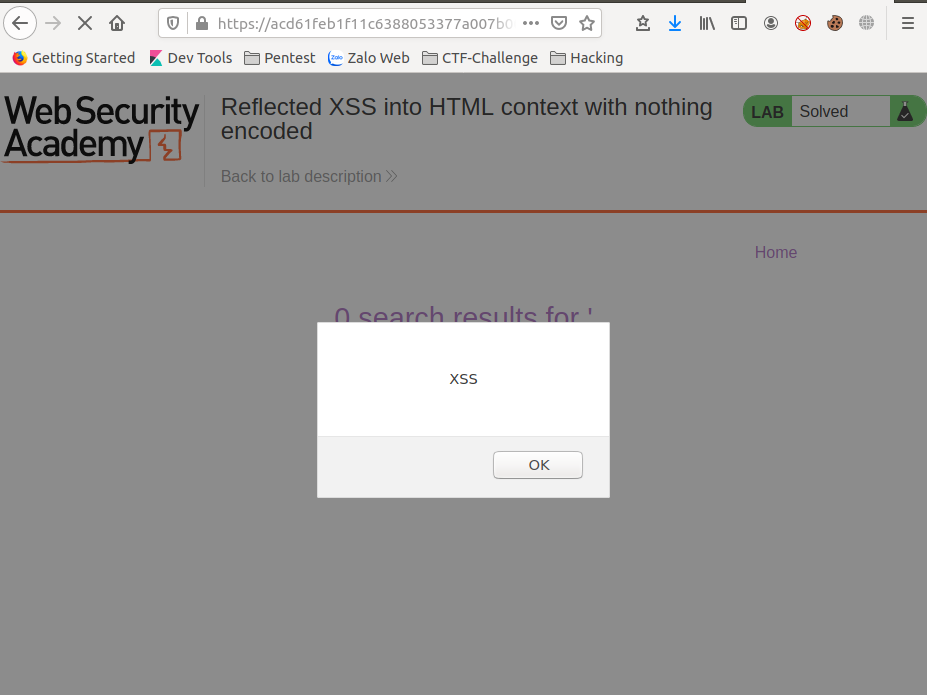 https://acd61feb1f11c6388053377a007b0
Getting Started Dev Tools Pentest Zalo Zalo Web CTF-Challenge Hacking
Web Security
Academy
Reflected XSS into HTML context with nothing
encoded
Back to lab description
LAB Solved
Home
0 search results for '
XSS
OK